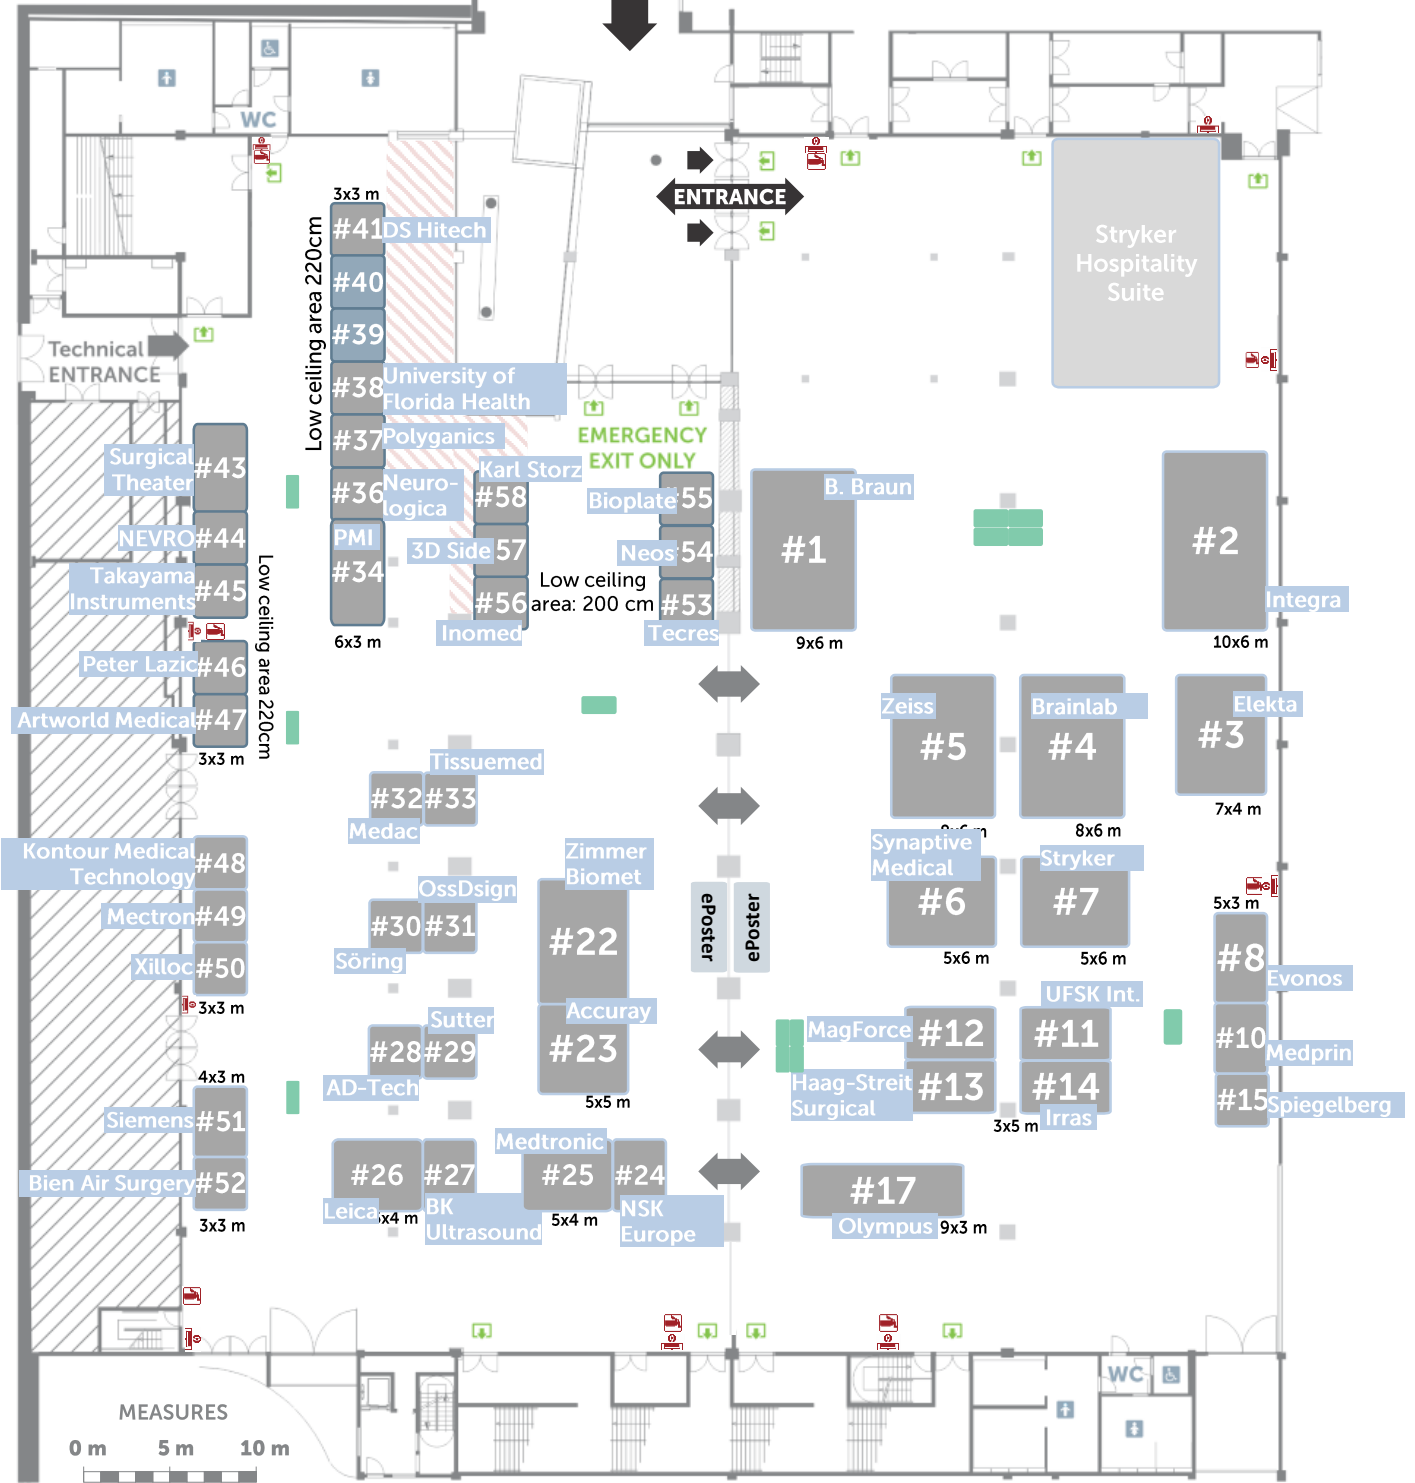 WC
ENTRANCE
Stryker
Hospitality
Suite
3x3 m
Low ceiling area 220cm
#41
DS Hitech
#40
#39
#38
University of
Florida Health
#37
Polyganics
#36
Neuro-
logica
PMI
#34
6x3 m
Technical
ENTRANCE
EMERGENCY
EXIT ONLY
Surgical
Theater
#43
NEVRO
#44
Takayama
Instruments
#45
Peter Lazic
#46
Artworld Medical
#47
3x3 m
Low ceiling area 220cm
Karl Storz
#58
3D Side
57
#56
Inomed
Low ceiling
area: 200 cm
Bioplate
55
Neos
54
#53
Tecres
B. Braun
#1
9x6 m
#2
Integra
10x6 m
Zeiss
#5
Brainlab
#4
8x6 m
Elekta
#3
7x4 m
Tissuemed
#32
#33
Medac
Kontour Medical
Technology
#48
Mectron
#49
Xilloc
#50
3x3 m
OssDsign
#30
#31
Söring
Zimmer
Biomet
#22
Accuray
#23
5x5 m
ePoster
ePoster
Synaptive
Medical
#6
5x6 m
Stryker
#7
5x6 m
5x3 m
#8
Evonos
#10
Medprin
#15
Spiegelberg
Sutter
#28
#29
AD-Tech
MagForce
#12
UFSK Int.
#11
Haag-Streit
Surgical
#13
#14
3x5 m
Irras
4x3 m
Siemens
#51
Bien Air Surgery
#52
3x3 m
#26
#27
Leica
x4 m
BK
Ultrasound
Medtronic
#25
#24
5x4 m
NSK
Europe
#17
Olympus
9x3 m
WC
MEASURES
0 m 5 m 10 m